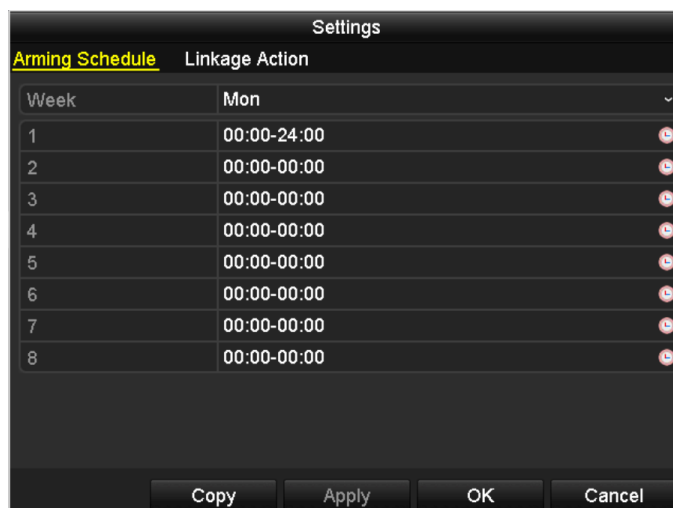 Settings
Arming Schedule Linkage Action
Week Mon
1 00:00-24:00
2 00:00-00:00
3 00:00-00:00
4 00:00-00:00
5 00:00-00:00
6 00:00-00:00
7 00:00-00:00
8 00:00-00:00
Copy Apply OK Cancel